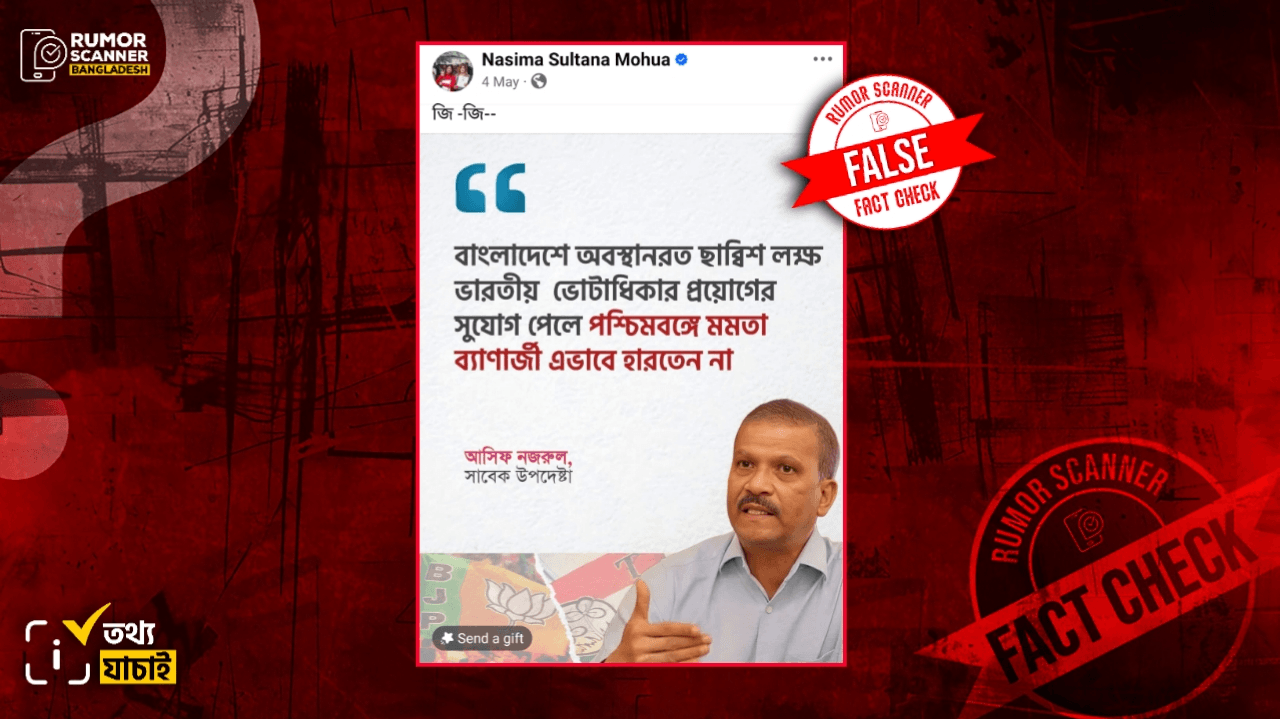 RUMOR
SCANNER
BANGLADESH
Nasima Sultana Mohua
4 May
জি -জি--
RUMOR SCANNER
FALSE
FACT CHECK
বাংলাদেশে অবস্থানরত ছাব্বিশ লক্ষ
ভারতীয় ভোটাধিকার প্রয়োগের
সুযোগ পেলে পশ্চিমবঙ্গে মমতা
ব্যাণার্জী এভাবে হারতেন না
আসিফ নজরুল,
সাবেক উপদেষ্টা
BJP
T
Send a gift
তথ্য
যাচাই
RUMOR SCANNER
FACT CHECK